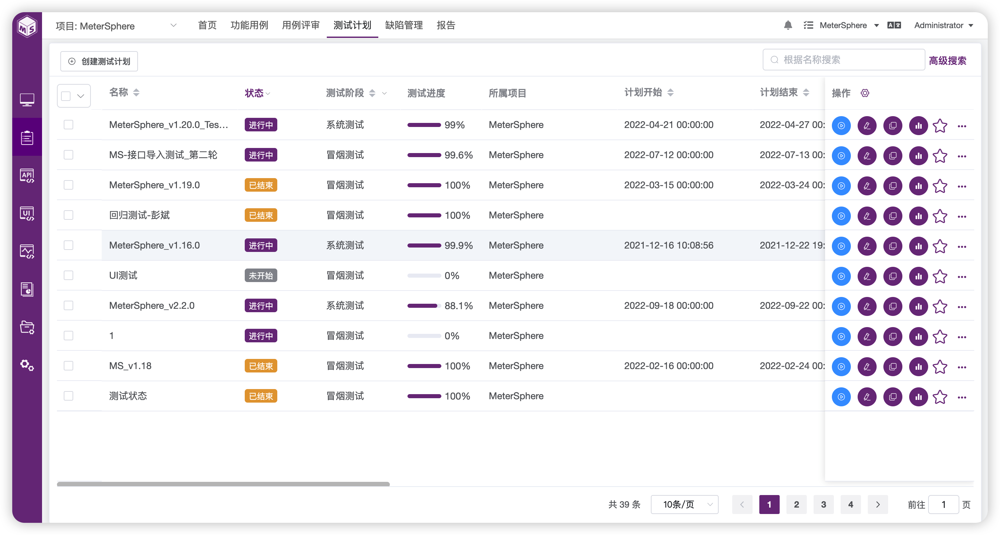 MS
项目: MeterSphere 首页 功能用例 用例评审 测试计划 缺陷管理 报告 MeterSphere A文 Administrator
创建测试计划 根据名称搜索 高级搜索
名称 状态 测试阶段 测试进度 所属项目 计划开始 计划结束 操作
MeterSphere_v1.20.0_Tes... 进行中 系统测试 99% MeterSphere 2022-04-21 00:00:00 2022-04-27 00:
MS-接口导入测试_第二轮 进行中 冒烟测试 99.6% MeterSphere 2022-07-12 00:00:00 2022-07-13 00:
MeterSphere_v1.19.0 已结束 冒烟测试 100% MeterSphere 2022-03-15 00:00:00 2022-03-24 00:
回归测试-彭斌 已结束 冒烟测试 100% MeterSphere
MeterSphere_v1.16.0 进行中 系统测试 99.9% MeterSphere 2021-12-16 10:08:56 2021-12-22 19:
UI测试 未开始 冒烟测试 0% MeterSphere
MeterSphere_v2.2.0 进行中 系统测试 88.1% MeterSphere 2022-09-18 00:00:00 2022-09-22 00:
1 进行中 冒烟测试 0% MeterSphere
MS_v1.18 已结束 冒烟测试 100% MeterSphere 2022-02-16 00:00:00 2022-02-24 00:
测试状态 已结束 冒烟测试 100% MeterSphere
API
UI
共 39 条 10条/页 1 2 3 4 前往 1 页